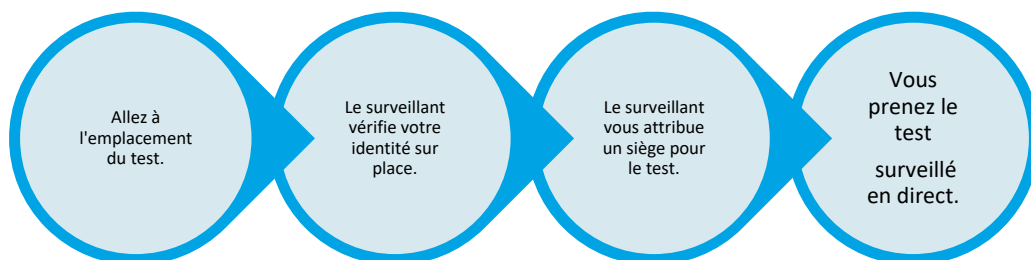 Allez à
l'emplacement
du test.
Le surveillant
vérifie votre
identité sur
place.
Le surveillant
vous attribue
un siège pour
le test.
Vous
prenez le
test
surveillé
en direct.